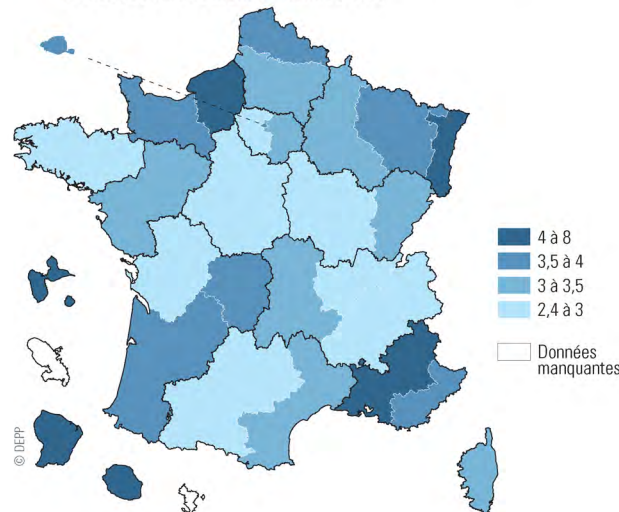 4 à 8
3,5 à 4
3 à 3,5
2,4 à 3
Données
manquantes
© DEPP